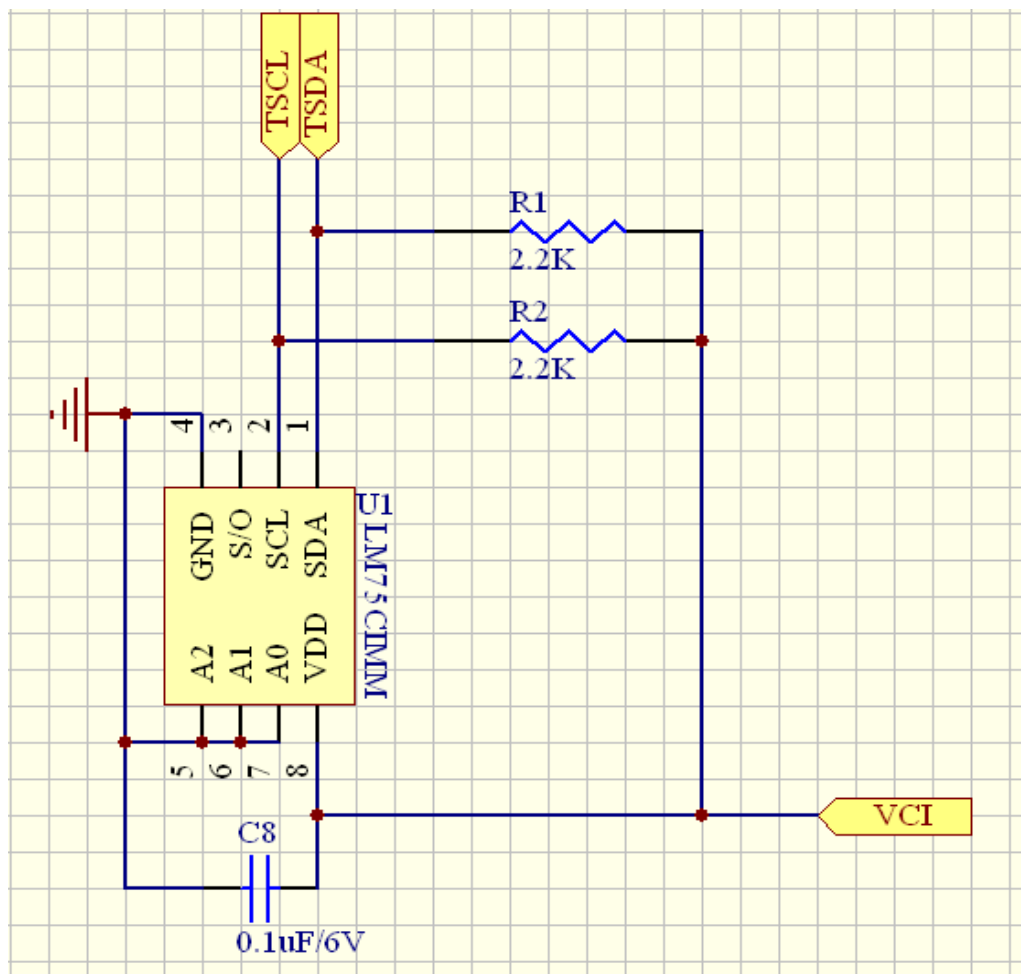 TSCL
TSDA
R1
2.2K
R2
2.2K
4
3
2
1
GND
S/O
SCL
SDA
U1
LM75CIMM
A2
A1
A0
VDD
5
6
7
8
C8
0.1uF/6V
VCI